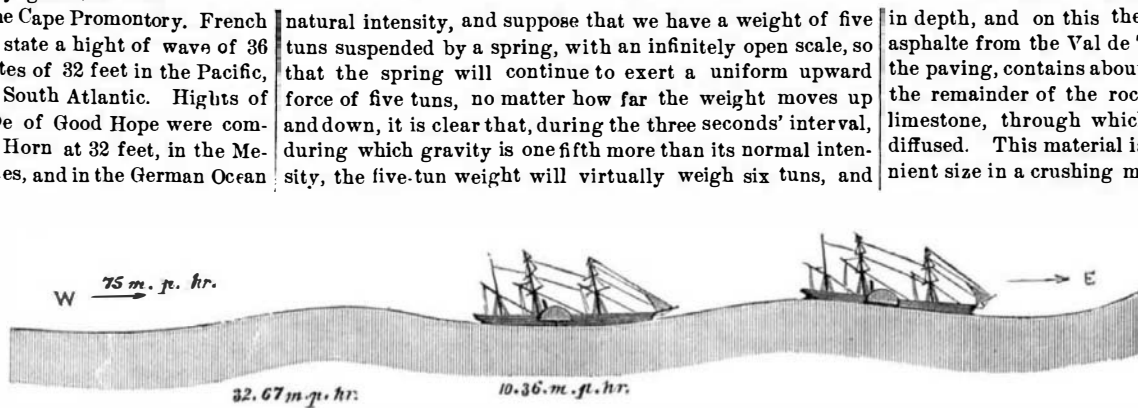 he Cape Promontory. French
state a hight of wave of 36
tes of 32 feet in the Pacific,
South Atlantic. Hights of
e of Good Hope were com-
Horn at 32 feet, in the Me-
es, and in the German Ocean
natural intensity, and suppose that we have a weight of five
tuns suspended by a spring, with an infinitely open scale, so
that the spring will continue to exert a uniform upward
force of five tuns, no matter how far the weight moves up
and down, it is clear that, during the three seconds' interval,
during which gravity is one fifth more than its normal inten-
sity, the five-tun weight will virtually weigh six tuns, and
in depth, and on this the
asphalte from the Val de
the paving, contains abou
the remainder of the roc
limestone, through which
diffused. This material is
nient size in a crushing m
W 75 m. p. hr.
E
32.67 m. p. hr. 10.36. m. p. hr.